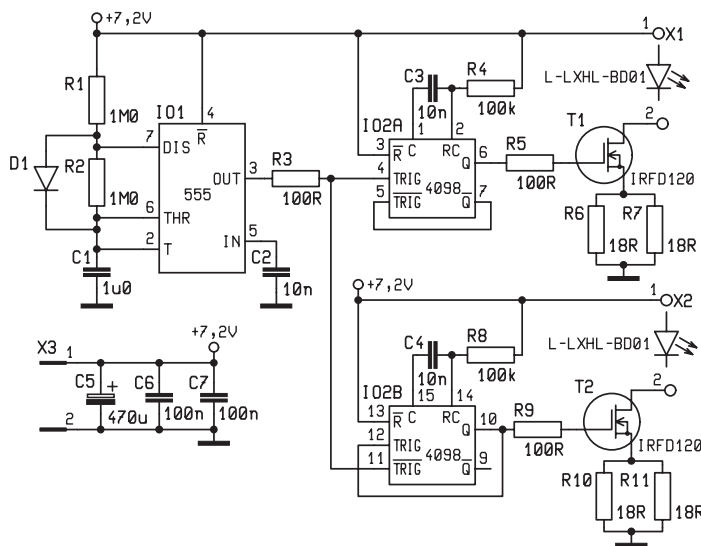 +7,2V
1 X1
R1
1M0
IO1
4
C3
10n
R4
100k
L-LXHL-BD01
2
7 DIS
R
D1
R2
1M0
OUT 3
R3
100R
555
6 THR
2 T
IN 5
C1
1u0
C2
10n
IO2A
1 2
3 R C RC
4 TRIG Q 6
5 TRIG 4098 Q 7
R5
100R
T1
IRFD120
R6 R7
18R 18R
+7,2V
1 X2
C4
10n
R8
100k
L-LXHL-BD01
2
IO2B
15 14
13 R C RC
12 TRIG Q 10
11 TRIG 4098 Q 9
R9
100R
T2
IRFD120
R10 R11
18R 18R
+7,2V
X3 1
C5 + C6 C7
470u 100n 100n
2